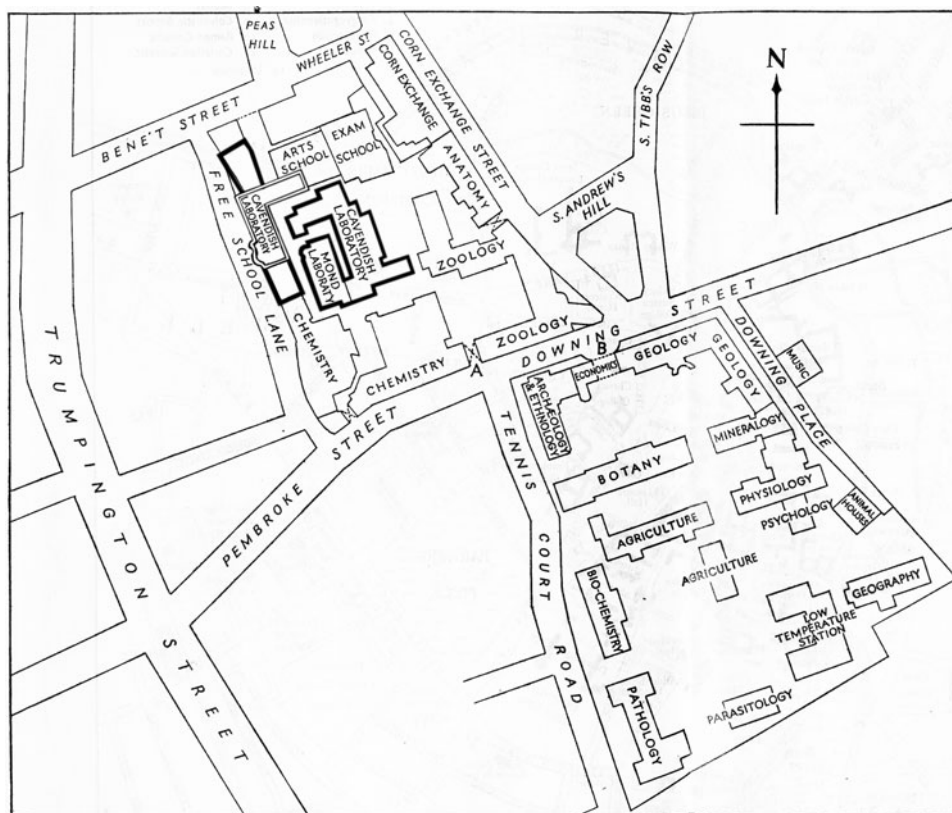 PEAS
HILL
WHEELER ST.
CORN EXCHANGE STREET
CORN EXCHANGE
S. TIBB'S ROW
N
BENE'T STREET
ARTS
SCHOOL
EXAM
SCHOOL
ANATOMY
FREE SCHOOL LANE
CAVENDISH
LABORATORY
CAVENDISH
LABORATORY
MOND
LABORATY
S. ANDREW'S
HILL
ZOOLOGY
ZOOLOGY
DOWNING STREET
CHEMISTRY
CHEMISTRY
A
B
ECONOMICS
GEOLOGY
GEOLOGY
DOWNING PLACE
MUSIC
TRUMPINGTON STREET
PEMBROKE STREET
TENNIS COURT ROAD
ARCHÆOLOGY
& ETHNOLOGY
MINERALOGY
BOTANY
PHYSIOLOGY
PSYCHOLOGY
ANIMAL
HOUSES
AGRICULTURE
AGRICULTURE
BIO-CHEMISTRY
GEOGRAPHY
LOW
TEMPERATURE
STATION
PATHOLOGY
PARASITOLOGY